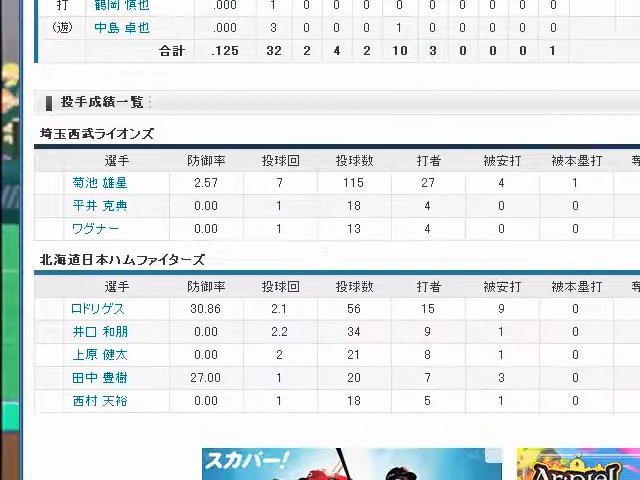 打 鶴岡 慎也 .000 1 0 0 0 0 0 0 0 0 0
(遊) 中島 卓也 .000 3 0 0 0 1 0 0 0 0 0
合計 .125 32 2 4 2 10 3 0 0 0 1
投手成績一覧
埼玉西武ライオンズ
選手 防御率 投球回 投球数 打者 被安打 被本塁打
菊池 雄星 2.57 7 115 27 4 1
平井 克典 0.00 1 18 4 0 0
ワグナー 0.00 1 13 4 0 0
北海道日本ハムファイターズ
選手 防御率 投球回 投球数 打者 被安打 被本塁打
ロドリゲス 30.86 2.1 56 15 9 0
井口 和朋 0.00 2.2 34 9 1 0
上原 健太 0.00 2 21 8 1 0
田中 豊樹 27.00 1 20 7 3 0
西村 天裕 0.00 1 18 5 1 0
スカパー!